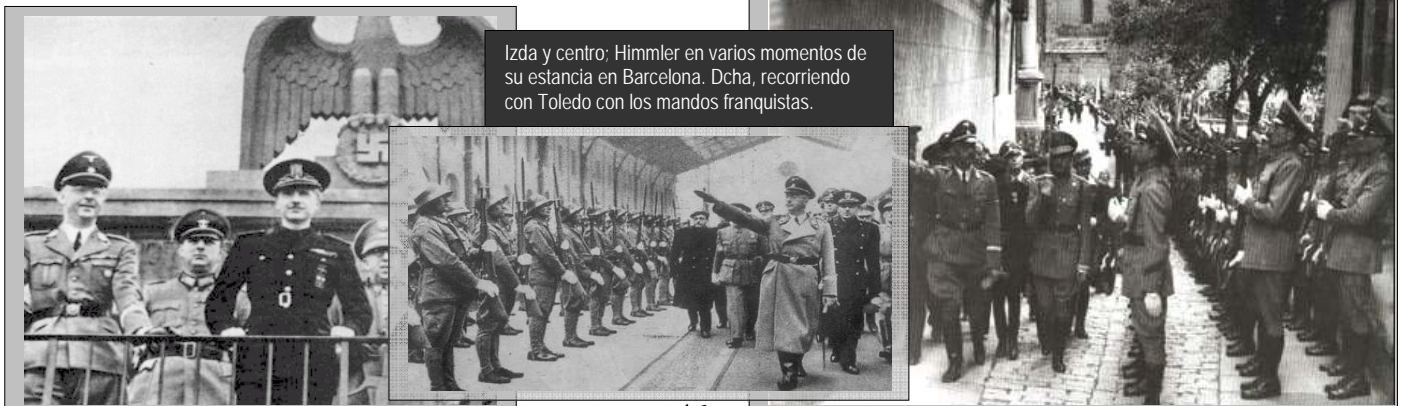 Izda y centro; Himmler en varios momentos de
su estancia en Barcelona. Dcha, recorriendo
con Toledo con los mandos franquistas.